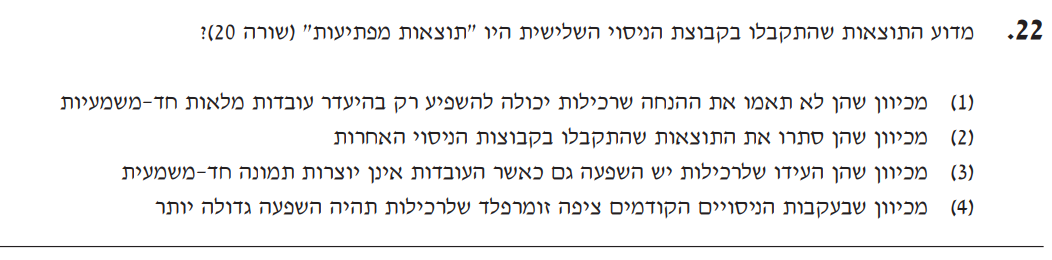 22. מדוע התוצאות שהתקבלו בקבוצת הניסוי השלישית היו "תוצאות מפתיעות" (שורה 20)?
(1) מכיוון שהן לא תאמו את ההנחה שרכילות יכולה להשפיע רק בהיעדר עובדות מלאות חד-משמעיות
(2) מכיוון שהן סתרו את התוצאות שהתקבלו בקבוצות הניסוי האחרות
(3) מכיוון שהן העידו שלרכילות יש השפעה גם כאשר העובדות אינן יוצרות תמונה חד-משמעית
(4) מכיוון שבעקבות הניסויים הקודמים ציפה זומרפלד שלרכילות תהיה השפעה גדולה יותר